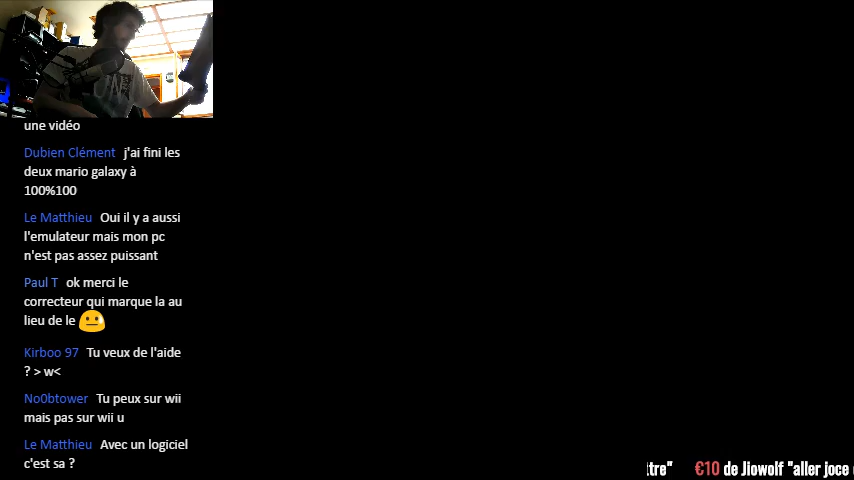 une vidéo
Dubien Clément j'ai fini les
deux mario galaxy à
100%100
Le Matthieu Oui il y a aussi
l'emulateur mais mon pc
n'est pas assez puissant
Paul T ok merci le
correcteur qui marque la au
lieu de le
Kirboo 97 Tu veux de l'aide
? > w<
No0btower Tu peux sur wii
mais pas sur wii u
Le Matthieu Avec un logiciel
c'est sa ?
ttre" €10 de Jiowolf "aller joce